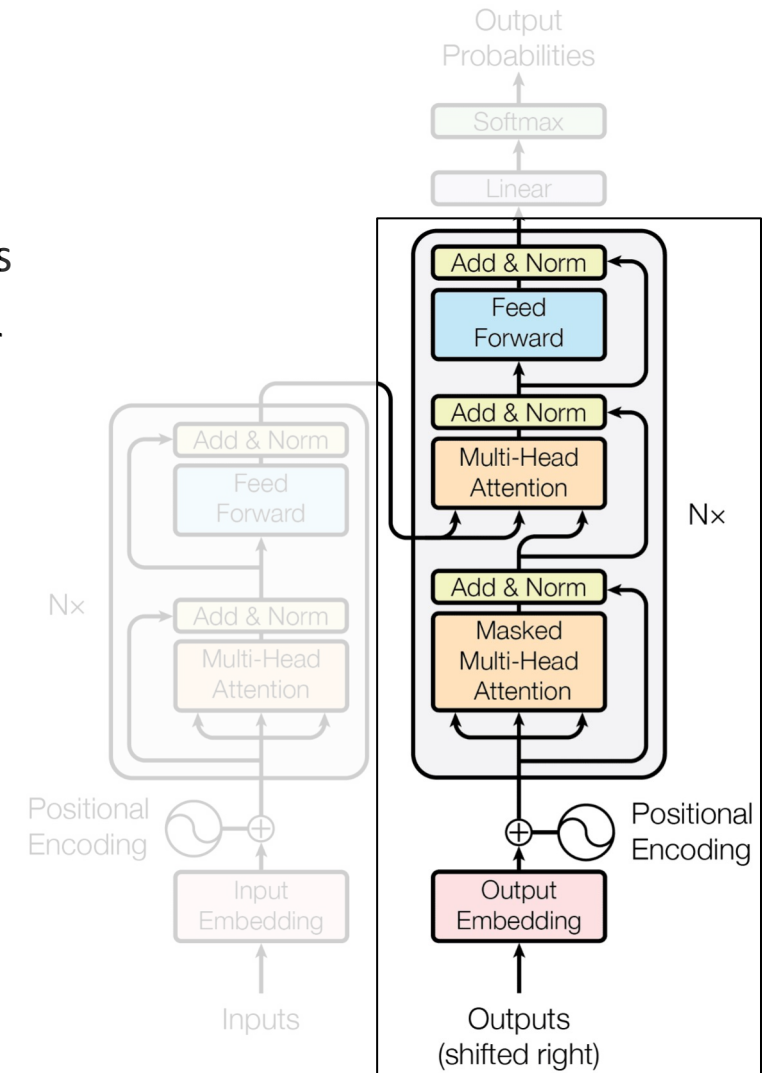 Output
Probabilities
Softmax
Linear
s
Add & Norm
Feed
Forward
Add & Norm
Multi-Head
Attention
Nx
Add & Norm
Masked
Multi-Head
Attention
Positional
Encoding
Output
Embedding
Outputs
(shifted right)
Add & Norm
Feed
Forward
Nx
Add & Norm
Multi-Head
Attention
Positional
Encoding
Input
Embedding
Inputs